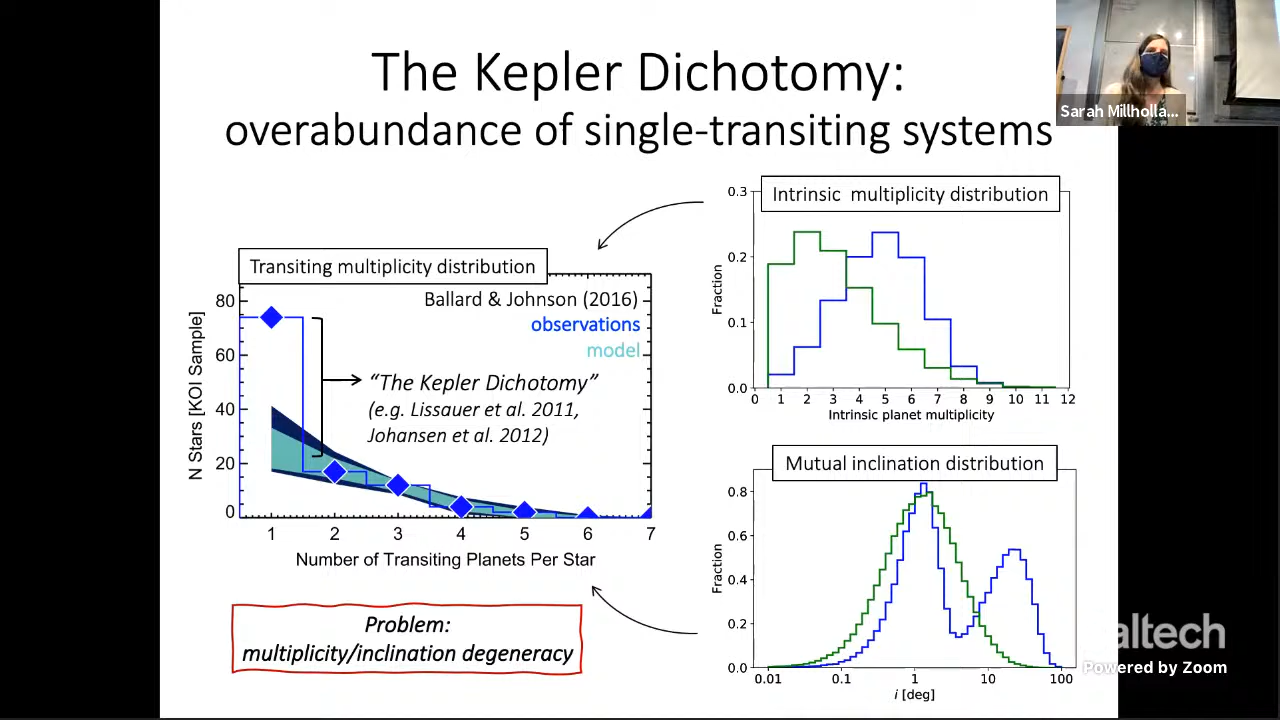 The Kepler Dichotomy:
overabundance of single-transiting systems
Sarah Millholla...
Transiting multiplicity distribution
Ballard & Johnson (2016)
observations
model
“The Kepler Dichotomy”
(e.g. Lissauer et al. 2011,
Johansen et al. 2012)
N Stars [KOI Sample]
80
60
40
20
0
1 2 3 4 5 6 7
Number of Transiting Planets Per Star
Problem:
multiplicity/inclination degeneracy
Intrinsic multiplicity distribution
Fraction
0.3
0.2
0.1
0.0
0 1 2 3 4 5 6 7 8 9 10 11 12
Intrinsic planet multiplicity
Mutual inclination distribution
Fraction
0.8
0.6
0.4
0.2
0.0
0.01 0.1 1 10 100
i [deg]
altech
Powered by Zoom